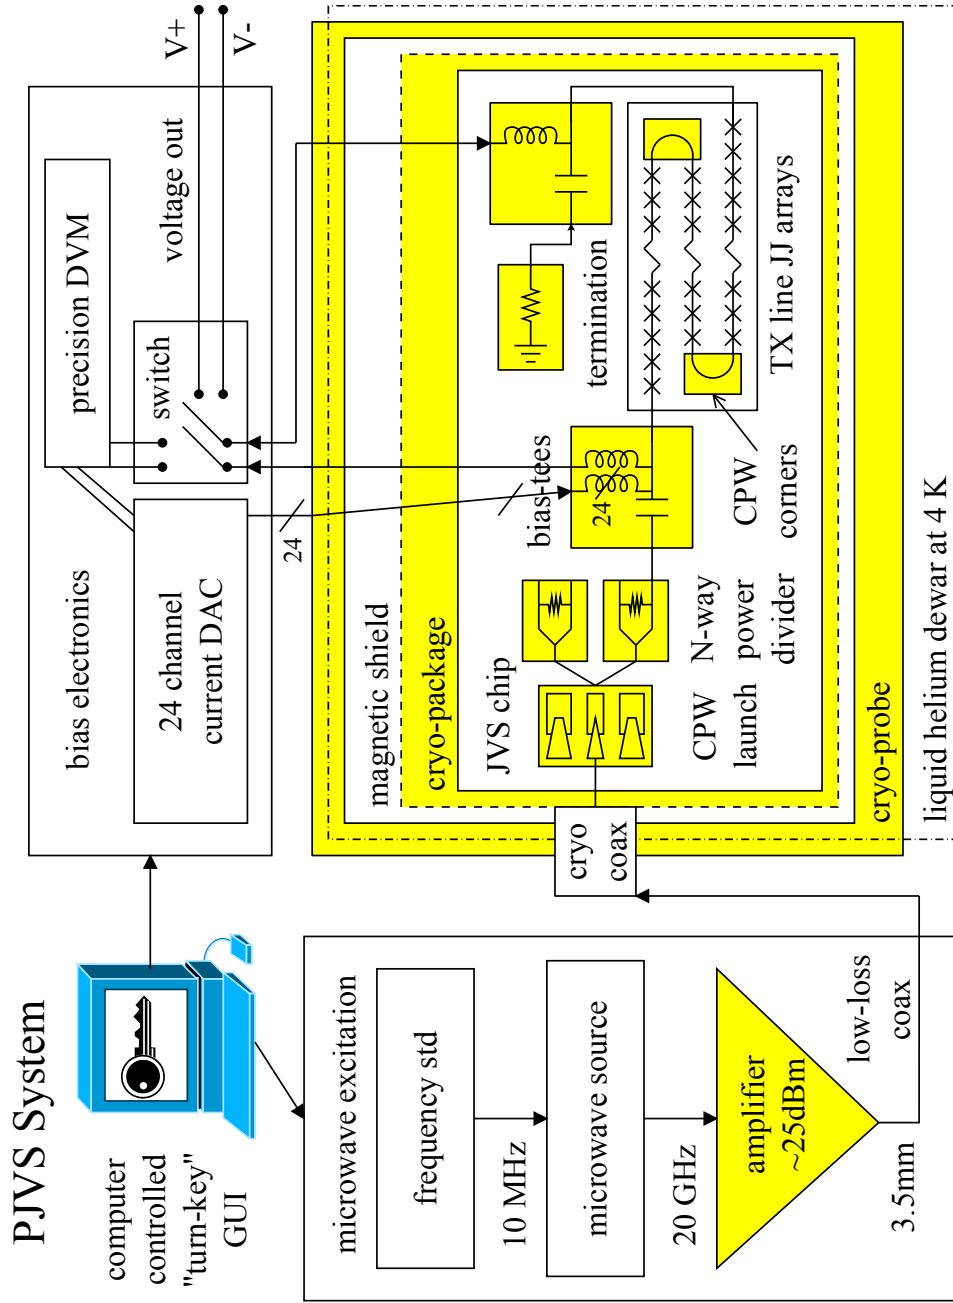 PJVS System
computer
controlled
"turn-key"
GUI
bias electronics
24 channel
current DAC
precision DVM
switch
voltage out
V+
V-
24
microwave excitation
frequency std
10 MHz
microwave source
20 GHz
amplifier
~25dBm
3.5mm
low-loss
coax
cryo
coax
magnetic shield
cryo-package
JVS chip
bias-tees
24
termination
CPW
launch
N-way
power
divider
CPW
corners
TX line JJ arrays
cryo-probe
liquid helium dewar at 4 K